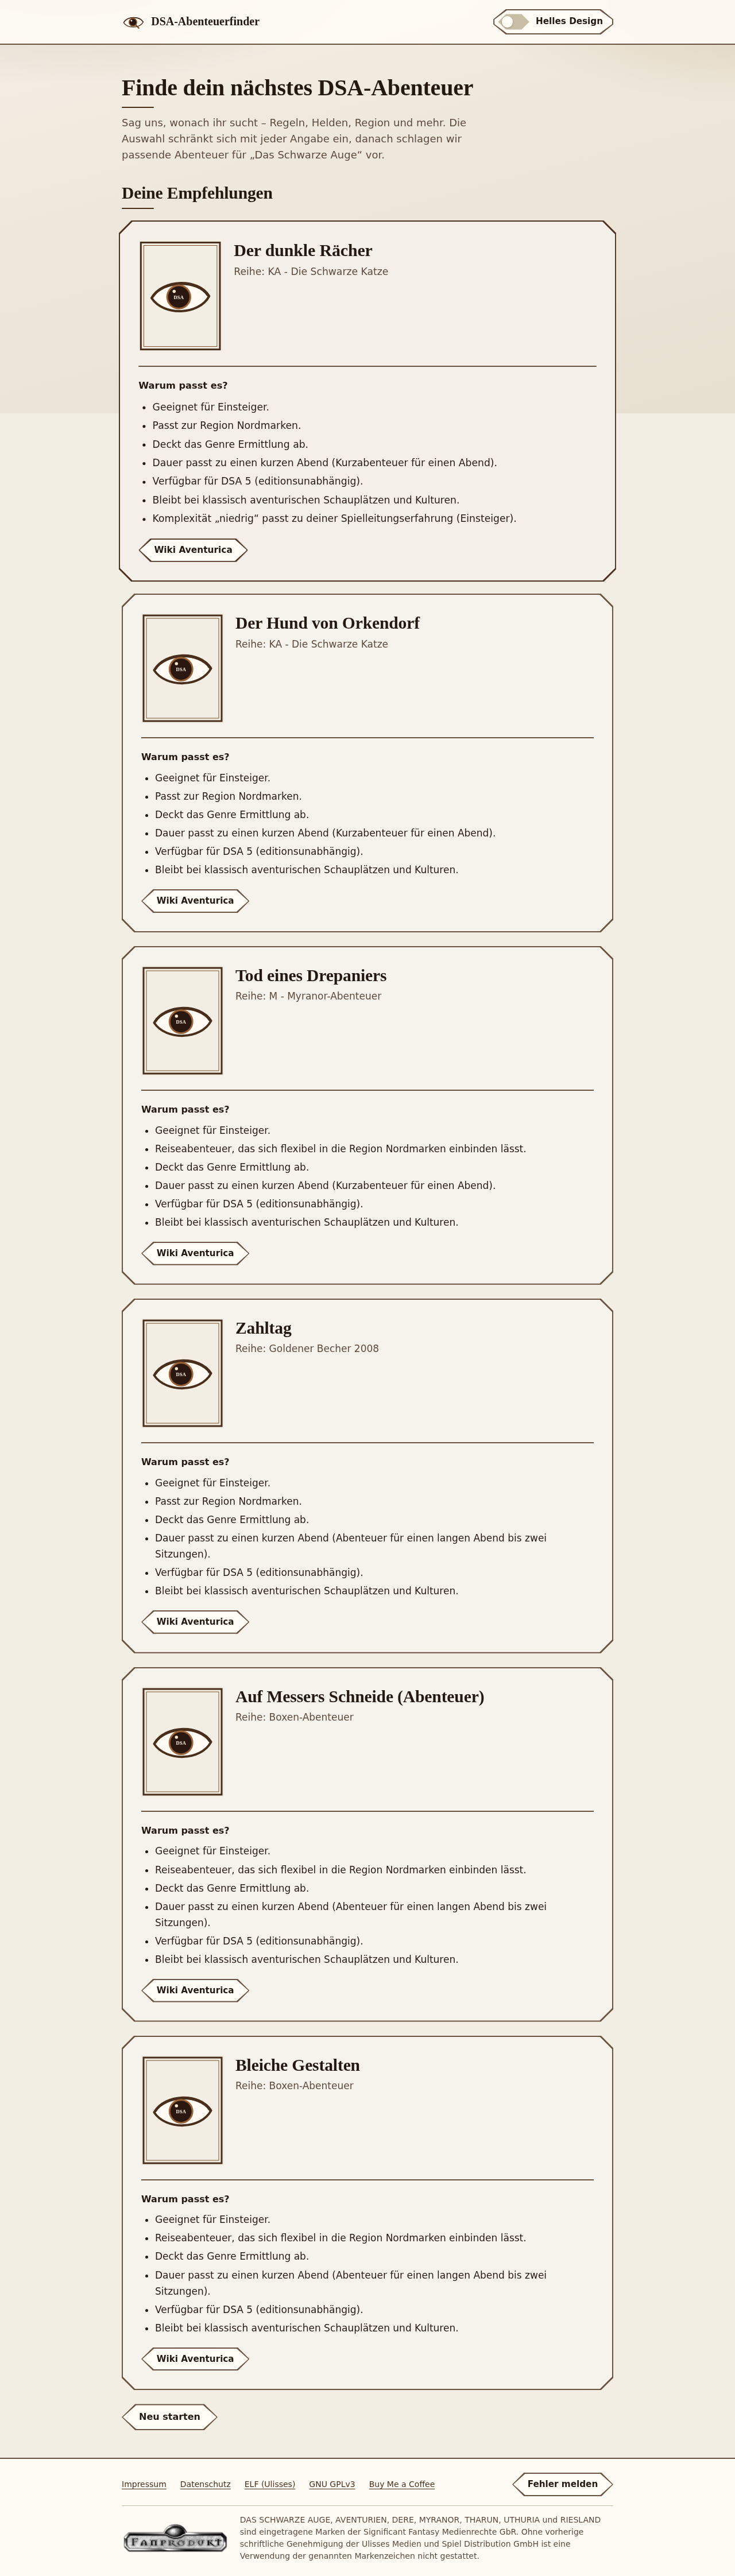 DSA-Abenteuerfinder
Helles Design
Finde dein nächstes DSA-Abenteuer
Sag uns, wonach ihr sucht – Regeln, Helden, Region und mehr. Die
Auswahl schränkt sich mit jeder Angabe ein, danach schlagen wir
passende Abenteuer für „Das Schwarze Auge“ vor.
Deine Empfehlungen
DSA
Der dunkle Rächer
Reihe: KA - Die Schwarze Katze
Warum passt es?
Geeignet für Einsteiger.
Passt zur Region Nordmarken.
Deckt das Genre Ermittlung ab.
Dauer passt zu einen kurzen Abend (Kurzabenteuer für einen Abend).
Verfügbar für DSA 5 (editionsunabhängig).
Bleibt bei klassisch aventurischen Schauplätzen und Kulturen.
Komplexität „niedrig“ passt zu deiner Spielleitungserfahrung (Einsteiger).
Wiki Aventurica
DSA
Der Hund von Orkendorf
Reihe: KA - Die Schwarze Katze
Warum passt es?
Geeignet für Einsteiger.
Passt zur Region Nordmarken.
Deckt das Genre Ermittlung ab.
Dauer passt zu einen kurzen Abend (Kurzabenteuer für einen Abend).
Verfügbar für DSA 5 (editionsunabhängig).
Bleibt bei klassisch aventurischen Schauplätzen und Kulturen.
Wiki Aventurica
DSA
Tod eines Drepaniers
Reihe: M - Myranor-Abenteuer
Warum passt es?
Geeignet für Einsteiger.
Reiseabenteuer, das sich flexibel in die Region Nordmarken einbinden lässt.
Deckt das Genre Ermittlung ab.
Dauer passt zu einen kurzen Abend (Kurzabenteuer für einen Abend).
Verfügbar für DSA 5 (editionsunabhängig).
Bleibt bei klassisch aventurischen Schauplätzen und Kulturen.
Wiki Aventurica
DSA
Zahltag
Reihe: Goldener Becher 2008
Warum passt es?
Geeignet für Einsteiger.
Passt zur Region Nordmarken.
Deckt das Genre Ermittlung ab.
Dauer passt zu einen kurzen Abend (Abenteuer für einen langen Abend bis zwei
Sitzungen).
Verfügbar für DSA 5 (editionsunabhängig).
Bleibt bei klassisch aventurischen Schauplätzen und Kulturen.
Wiki Aventurica
DSA
Auf Messers Schneide (Abenteuer)
Reihe: Boxen-Abenteuer
Warum passt es?
Geeignet für Einsteiger.
Reiseabenteuer, das sich flexibel in die Region Nordmarken einbinden lässt.
Deckt das Genre Ermittlung ab.
Dauer passt zu einen kurzen Abend (Abenteuer für einen langen Abend bis zwei
Sitzungen).
Verfügbar für DSA 5 (editionsunabhängig).
Bleibt bei klassisch aventurischen Schauplätzen und Kulturen.
Wiki Aventurica
DSA
Bleiche Gestalten
Reihe: Boxen-Abenteuer
Warum passt es?
Geeignet für Einsteiger.
Reiseabenteuer, das sich flexibel in die Region Nordmarken einbinden lässt.
Deckt das Genre Ermittlung ab.
Dauer passt zu einen kurzen Abend (Abenteuer für einen langen Abend bis zwei
Sitzungen).
Verfügbar für DSA 5 (editionsunabhängig).
Bleibt bei klassisch aventurischen Schauplätzen und Kulturen.
Wiki Aventurica
Neu starten
Impressum Datenschutz ELF (Ulisses) GNU GPLv3 Buy Me a Coffee
Fehler melden
FANPRODUKT
DAS SCHWARZE AUGE, AVENTURIEN, DERE, MYRANOR, THARUN, UTHURIA und RIESLAND
sind eingetragene Marken der Significant Fantasy Medienrechte GbR. Ohne vorherige
schriftliche Genehmigung der Ulisses Medien und Spiel Distribution GmbH ist eine
Verwendung der genannten Markenzeichen nicht gestattet.